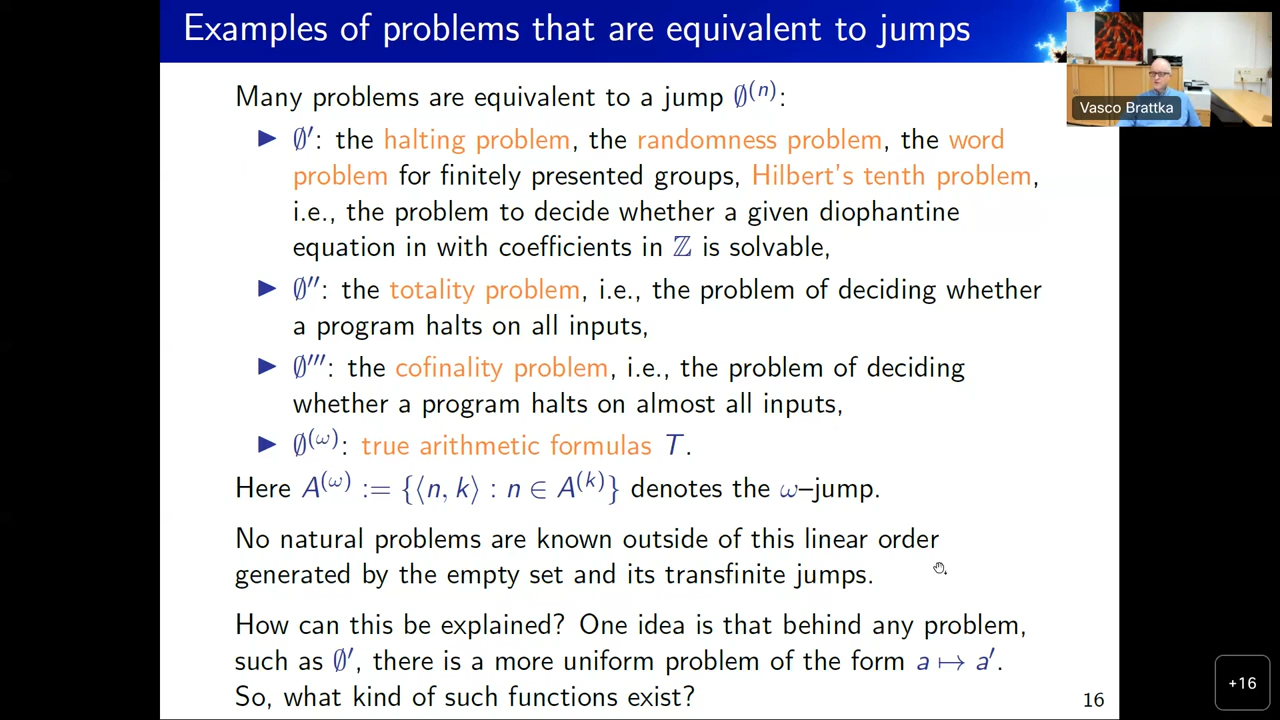 Examples of problems that are equivalent to jumps
Vasco Brattka
Many problems are equivalent to a jump ∅⁽ⁿ⁾:
▶ ∅′: the halting problem, the randomness problem, the word
problem for finitely presented groups, Hilbert's tenth problem,
i.e., the problem to decide whether a given diophantine
equation in with coefficients in ℤ is solvable,
▶ ∅′′: the totality problem, i.e., the problem of deciding whether
a program halts on all inputs,
▶ ∅′′′: the cofinality problem, i.e., the problem of deciding
whether a program halts on almost all inputs,
▶ ∅^(ω): true arithmetic formulas T.
Here A^(ω) := {⟨n, k⟩ : n ∈ A^(k)} denotes the ω–jump.
No natural problems are known outside of this linear order
generated by the empty set and its transfinite jumps.
How can this be explained? One idea is that behind any problem,
such as ∅′, there is a more uniform problem of the form a ↦ a′.
So, what kind of such functions exist?
16
+16